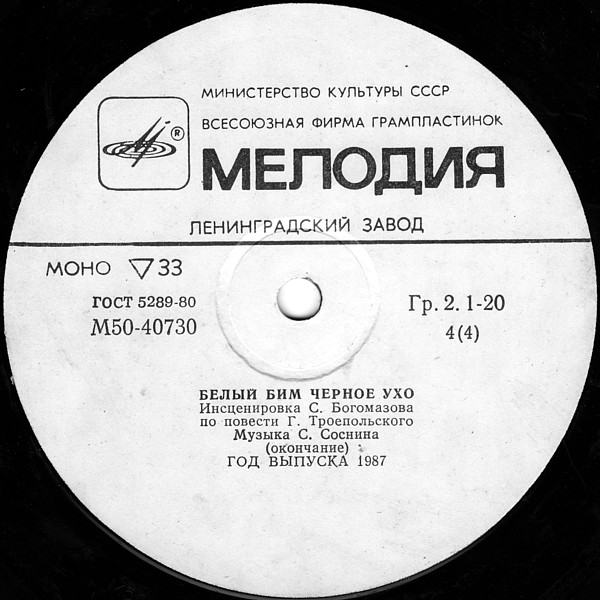 МИНИСТЕРСТВО КУЛЬТУРЫ СССР
ВСЕСОЮЗНАЯ ФИРМА ГРАМПЛАСТИНОК
®
МЕЛОДИЯ
ЛЕНИНГРАДСКИЙ ЗАВОД
МОНО ▽ 33
ГОСТ 5289-80
М50-40730
Гр. 2. 1-20
4(4)
БЕЛЫЙ БИМ ЧЕРНОЕ УХО
Инсценировка С. Богомазова
по повести Г. Троепольского
Музыка С. Соснина
(окончание)
ГОД ВЫПУСКА 1987